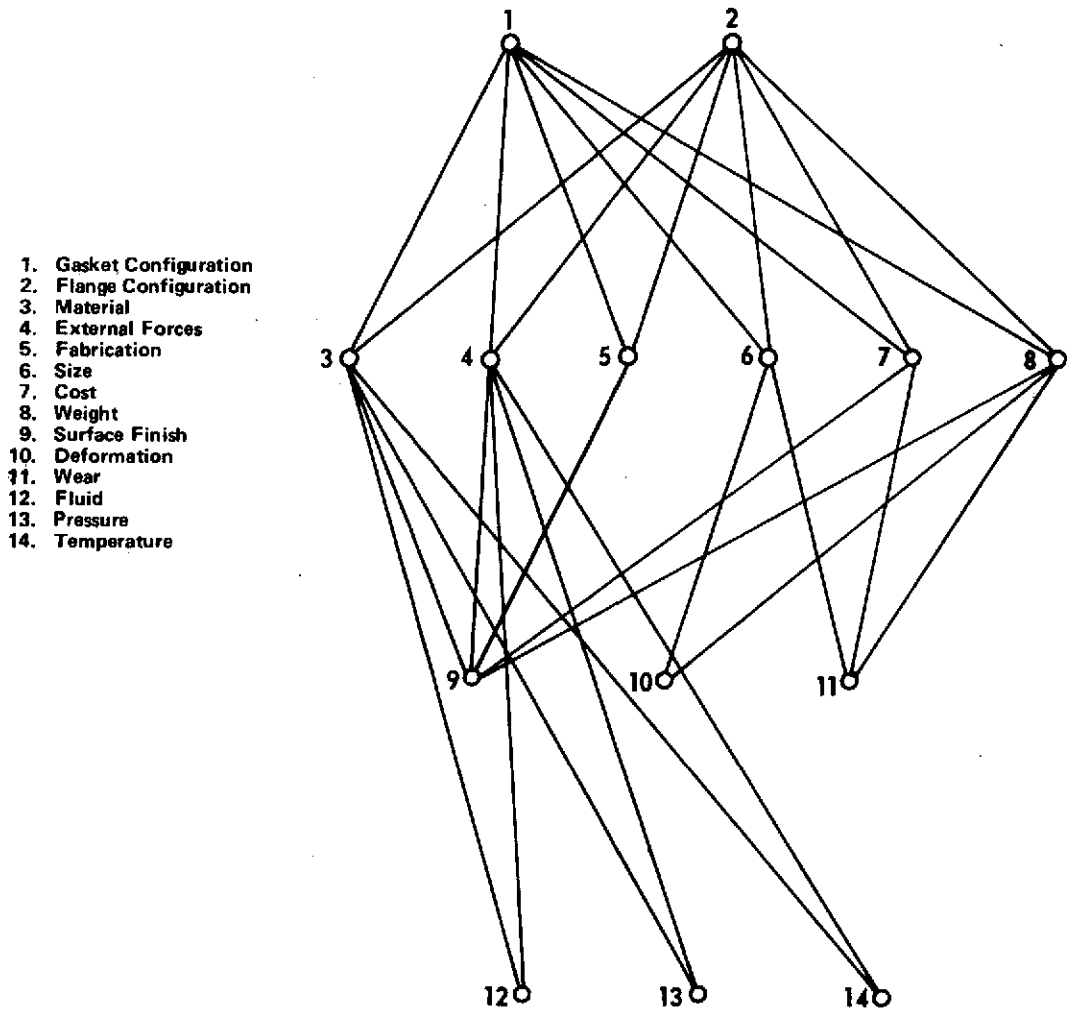 1 2
1. Gasket Configuration
2. Flange Configuration
3. Material
4. External Forces
5. Fabrication
6. Size
7. Cost
8. Weight
9. Surface Finish
10. Deformation
11. Wear
12. Fluid
13. Pressure
14. Temperature
3 4 5 6 7 8
9 10 11
12 13 14